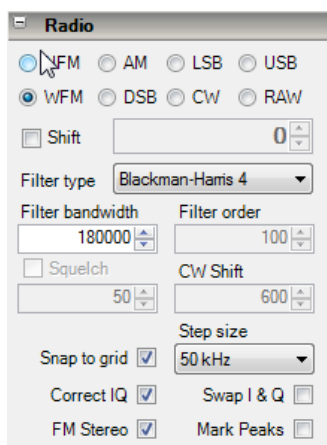 Radio
NFM AM LSB USB
WFM DSB CW RAW
Shift 0
Filter type Blackman-Harris 4
Filter bandwidth Filter order
180000 100
Squelch CW Shift
50 600
Step size
Snap to grid 50 kHz
Correct IQ Swap I & Q
FM Stereo Mark Peaks